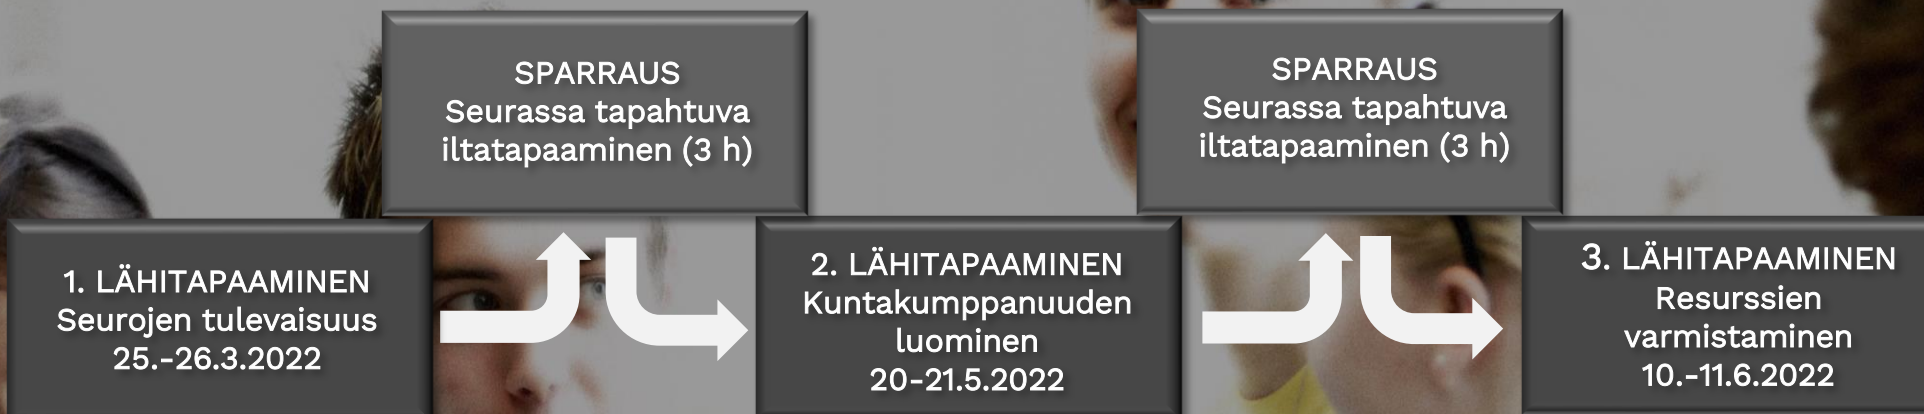 1. LÄHITAPAAMINEN
Seurojen tulevaisuus
25.-26.3.2022
SPARRAUS
Seurassa tapahtuva
iltatapaaminen (3 h)
2. LÄHITAPAAMINEN
Kuntakumppanuuden
luominen
20-21.5.2022
SPARRAUS
Seurassa tapahtuva
iltatapaaminen (3 h)
3. LÄHITAPAAMINEN
Resurssien
varmistaminen
10.-11.6.2022